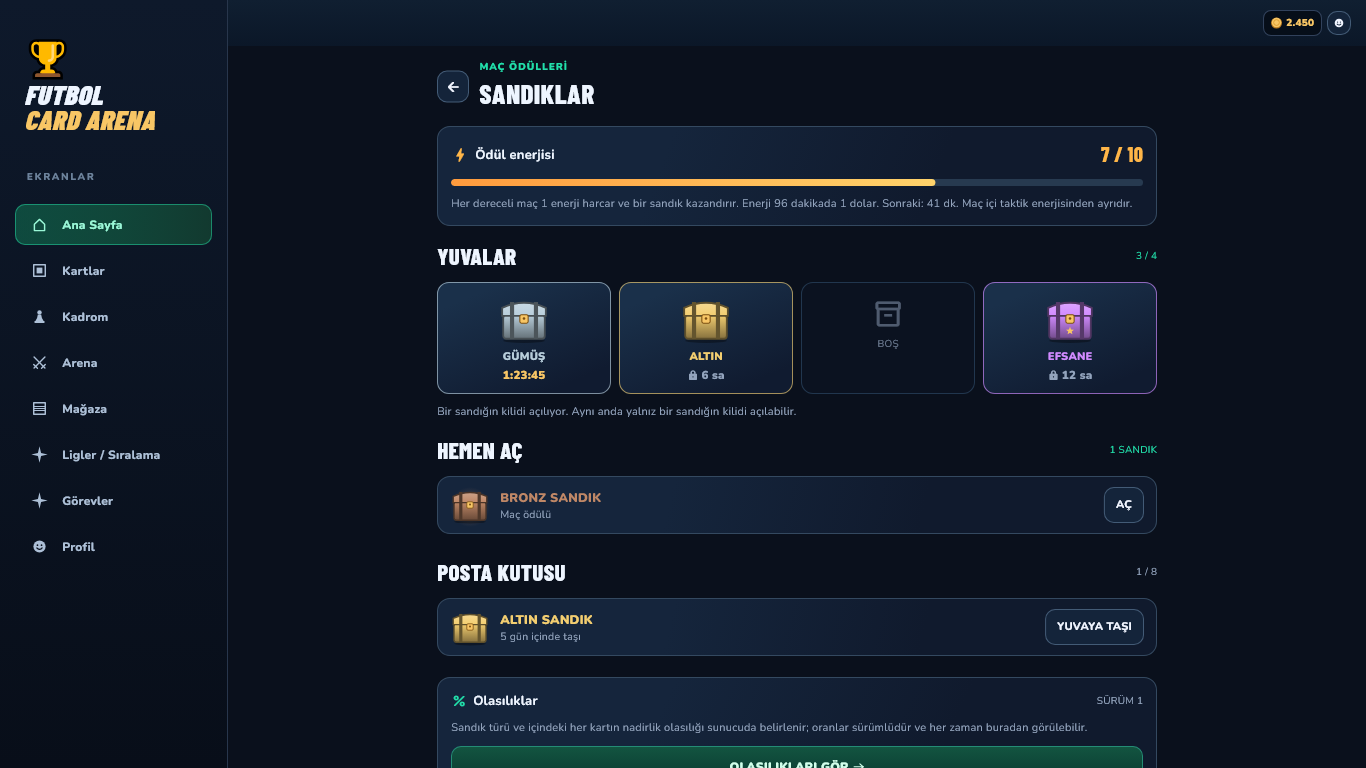 2.450
FUTBOL
CARD ARENA
EKRANLAR
Ana Sayfa
Kartlar
Kadrom
Arena
Mağaza
Ligler / Sıralama
Görevler
Profil
MAÇ ÖDÜLLERİ
SANDIKLAR
Ödül enerjisi
7 / 10
Her dereceli maç 1 enerji harcar ve bir sandık kazandırır. Enerji 96 dakikada 1 dolar. Sonraki: 41 dk. Maç içi taktik enerjisinden ayrıdır.
YUVALAR
3 / 4
GÜMÜŞ
1:23:45
ALTIN
6 sa
BOŞ
EFSANE
12 sa
Bir sandığın kilidi açılıyor. Aynı anda yalnız bir sandığın kilidi açılabilir.
HEMEN AÇ
1 SANDIK
BRONZ SANDIK
Maç ödülü
AÇ
POSTA KUTUSU
1 / 8
ALTIN SANDIK
5 gün içinde taşı
YUVAYA TAŞI
% Olasılıklar
SÜRÜM 1
Sandık türü ve içindeki her kartın nadirlik olasılığı sunucuda belirlenir; oranlar sürümlüdür ve her zaman buradan görülebilir.
OLASILIKLARI GÖR →